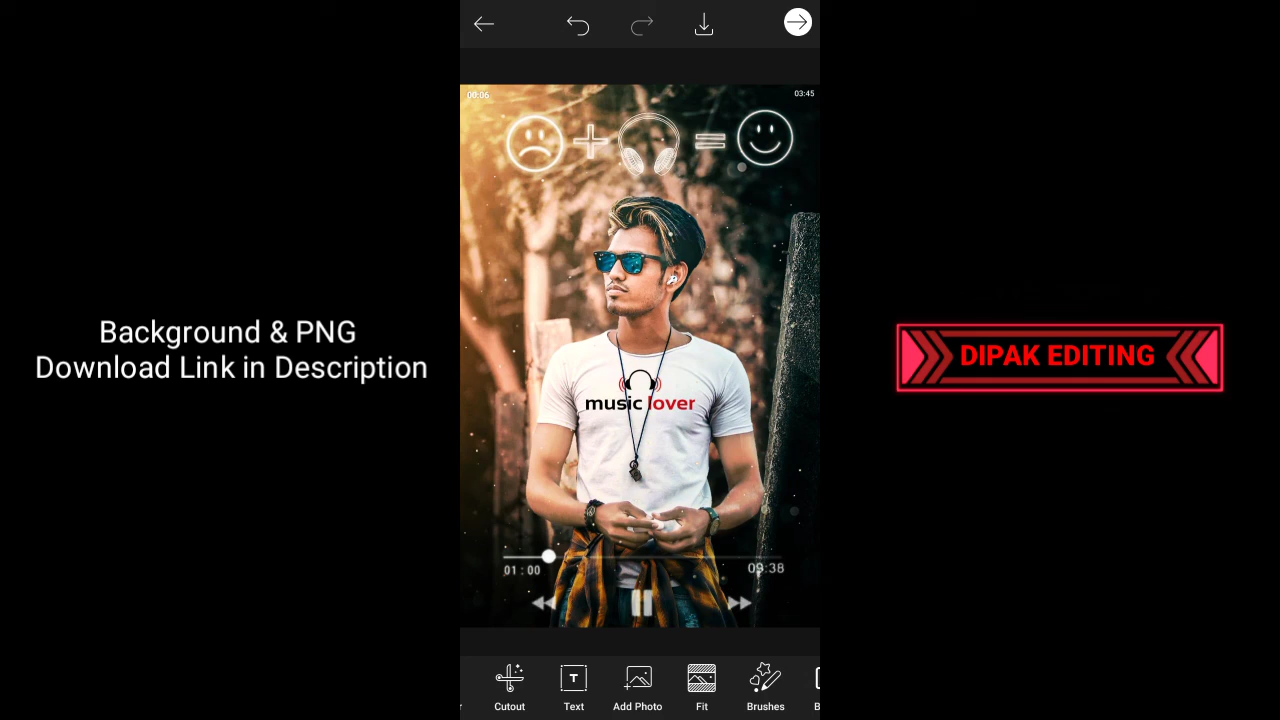 00:06
03:45
Background & PNG
Download Link in Description
DIPAK EDITING
music lover
01 : 00
09:38
Cutout
Text
Add Photo
Fit
Brushes